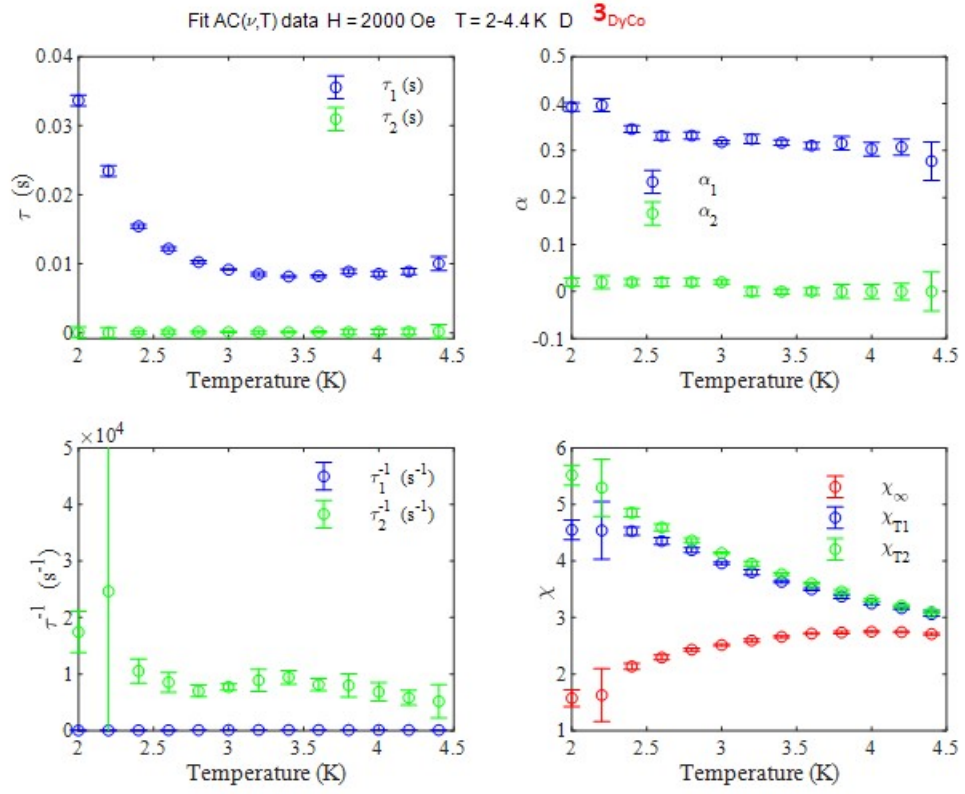 Fit AC(ν,T) data H = 2000 Oe T = 2-4.4 K D 3DyCo
0.04
0.03
0.02
0.01
0
τ (s)
τ1 (s)
τ2 (s)
2 2.5 3 3.5 4 4.5
Temperature (K)
0.5
0.4
0.3
0.2
0.1
0
-0.1
α
α1
α2
2 2.5 3 3.5 4 4.5
Temperature (K)
×10^4
5
4
3
2
1
0
τ^-1 (s^-1)
τ1^-1 (s^-1)
τ2^-1 (s^-1)
2 2.5 3 3.5 4 4.5
Temperature (K)
6
5
4
3
2
1
χ
χ∞
χT1
χT2
2 2.5 3 3.5 4 4.5
Temperature (K)